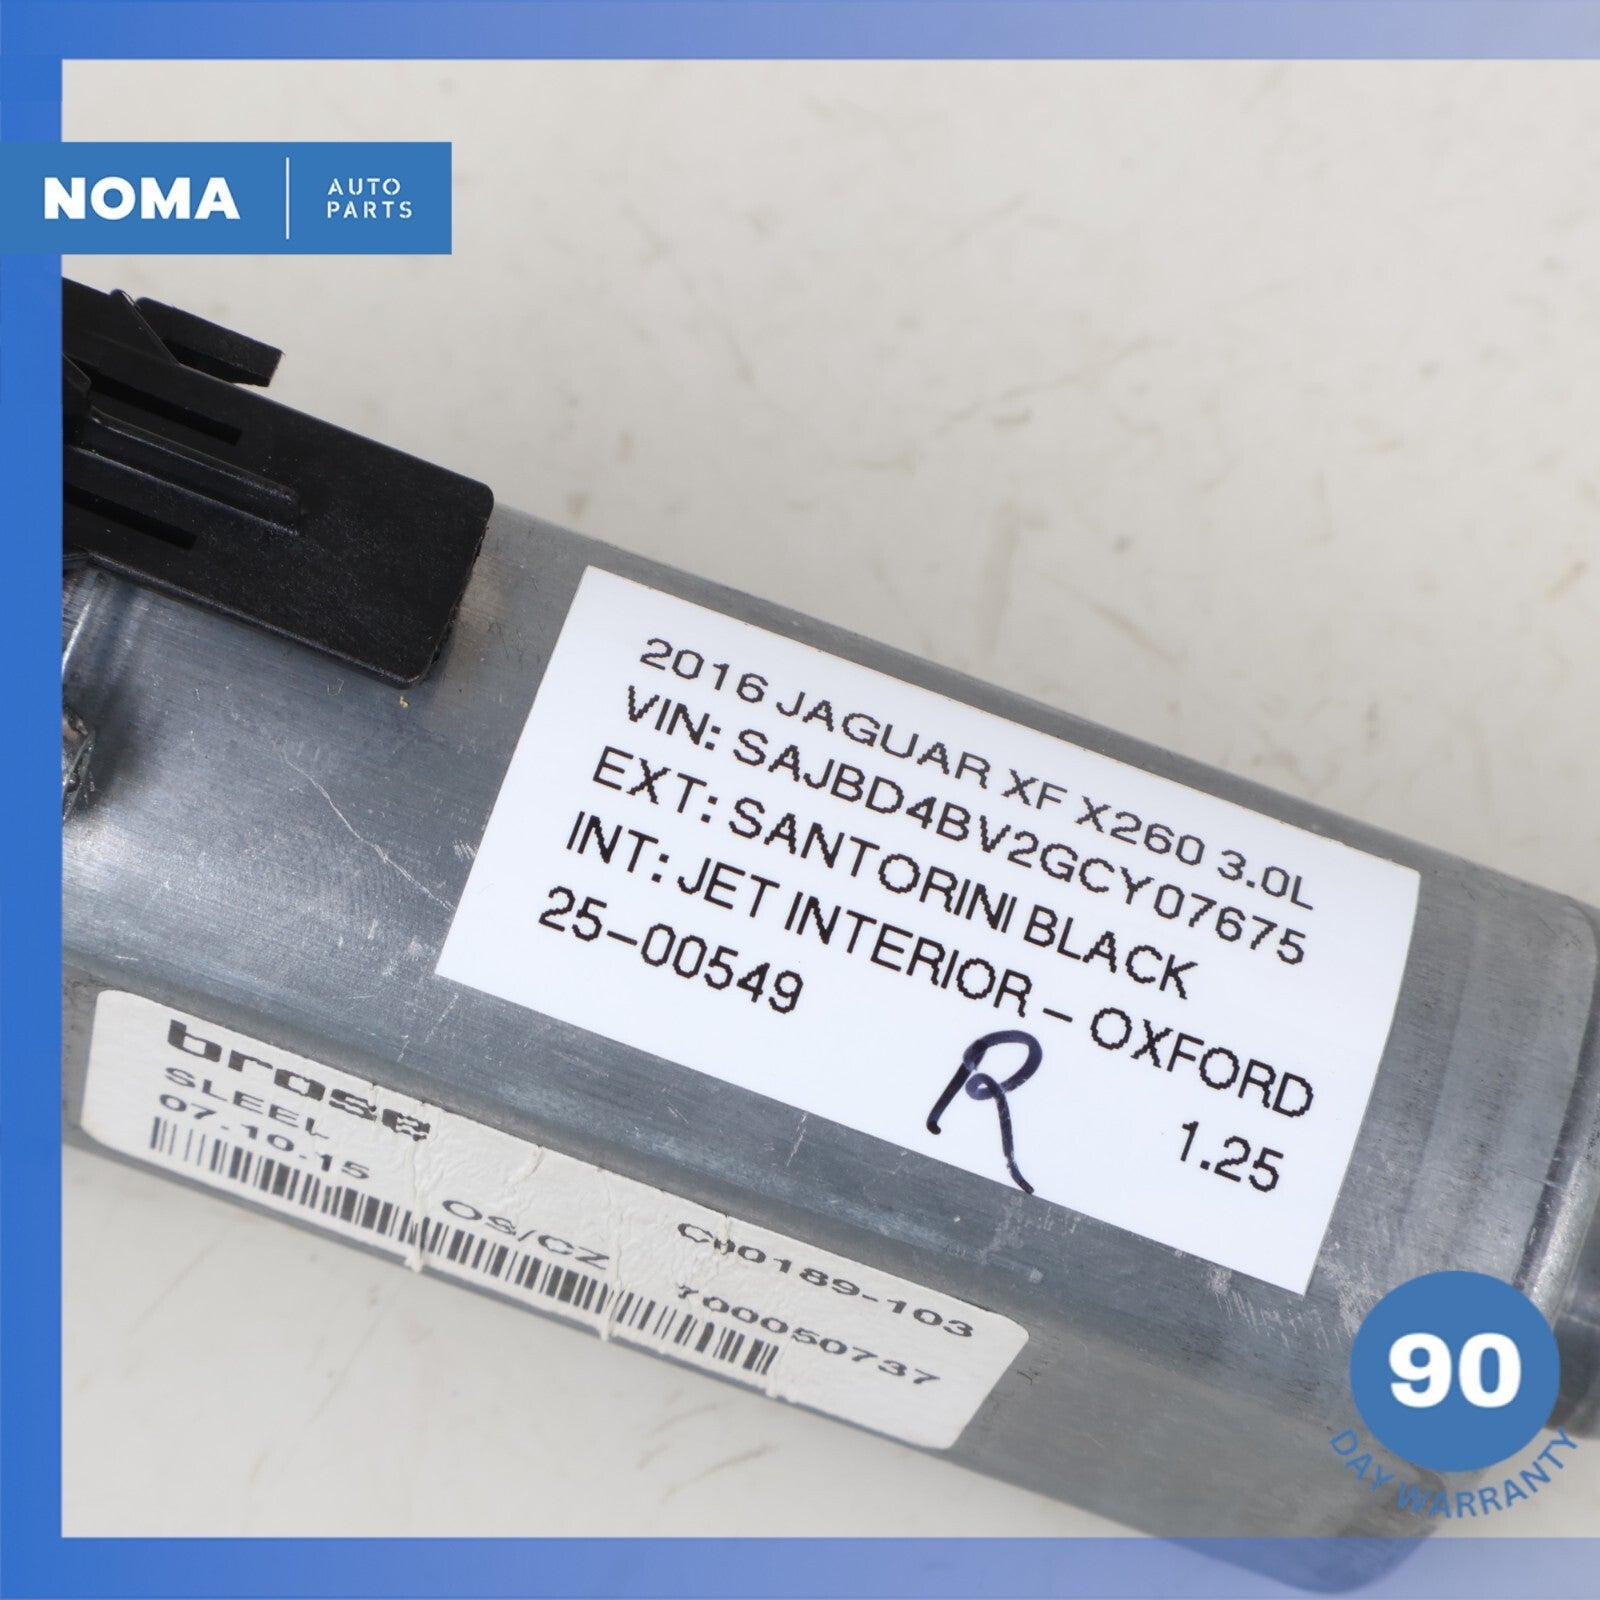 NOMA
AUTO
PARTS
2016 JAGUAR XF X260 3.0L
VIN: SAJBD4BV2GCY07675
EXT: SANTORINI BLACK
INT: JET INTERIOR - OXFORD
25-00549
1.25
R
brose
SLEEL
07.10.15
OS/CZ
C00189-103
700050737
90
DAY WARRANTY